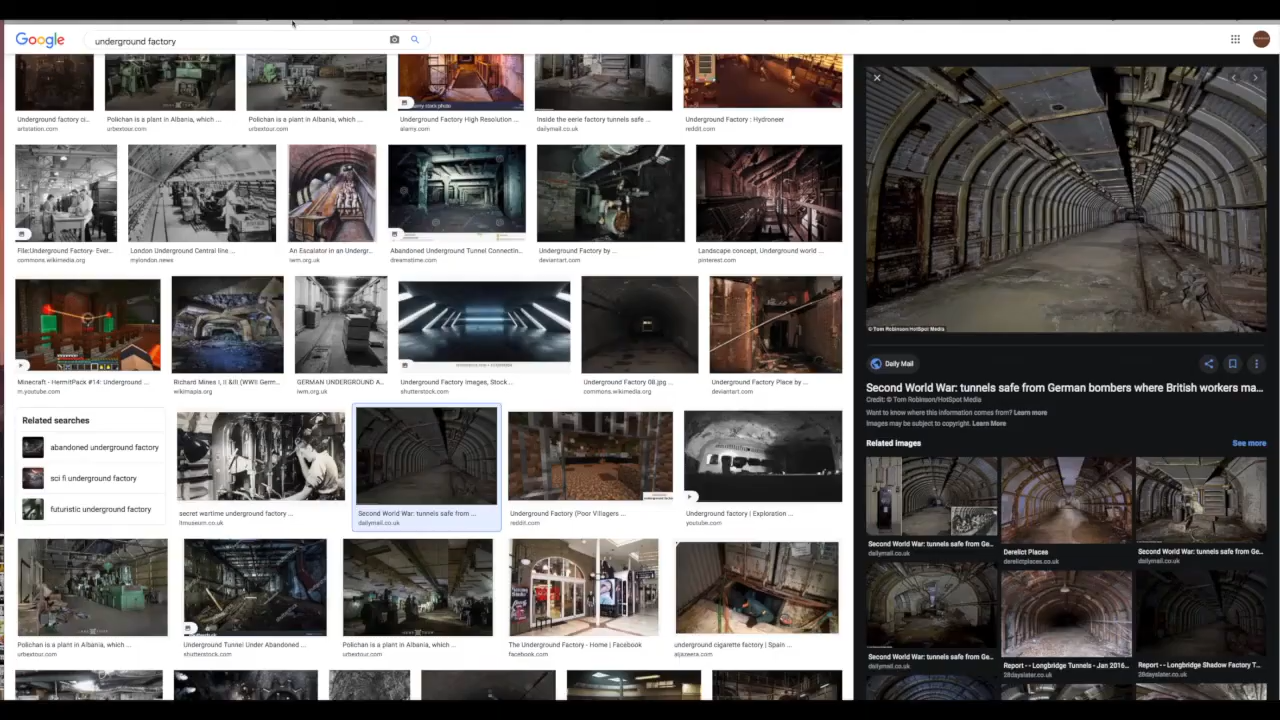 Google
underground factory
Underground factory ci...
artstation.com
Polichan is a plant in Albania, which ...
urbextour.com
Polichan is a plant in Albania, which ...
urbextour.com
Underground Factory High Resolution ...
alamy.com
Inside the eerie factory tunnels safe ...
dailymail.co.uk
Underground Factory : Hydroneer
reddit.com
File:Underground Factory- Ever...
commons.wikimedia.org
London Underground Central line ...
mylondon.news
An Escalator in an Undergr...
iwm.org.uk
Abandoned Underground Tunnel Connectin...
dreamstime.com
Underground Factory by ...
deviantart.com
Landscape concept, Underground world ...
pinterest.com
Minecraft - HermitPack #14: Underground ...
m.youtube.com
Richard Mines I, II &III (WWII Germ...
wikimapia.org
GERMAN UNDERGROUND A...
iwm.org.uk
Underground Factory Images, Stock...
shutterstock.com
Underground Factory 08.jpg ...
commons.wikimedia.org
Underground Factory Place by ...
deviantart.com
Related searches
abandoned underground factory
sci fi underground factory
futuristic underground factory
secret wartime underground factory ...
ltmuseum.co.uk
Second World War: tunnels safe from ...
dailymail.co.uk
Underground Factory (Poor Villagers ...
reddit.com
Underground factory | Exploration ...
youtube.com
Polichan is a plant in Albania, which ...
urbextour.com
Underground Tunnel Under Abandoned ...
shutterstock.com
Polichan is a plant in Albania, which ...
urbextour.com
The Underground Factory - Home | Facebook
facebook.com
underground cigarette factory | Spain ...
aljazeera.com
© Tom Robinson/HotSpot Media
Daily Mail
Second World War: tunnels safe from German bombers where British workers ma...
Credit: © Tom Robinson/HotSpot Media
Want to know where this information comes from? Learn more
Images may be subject to copyright. Learn More
Related images
See more
Second World War: tunnels safe from Ge...
dailymail.co.uk
Derelict Places
derelictplaces.co.uk
Second World War: tunnels safe from Ge...
dailymail.co.uk
Second World War: tunnels safe from Ge...
dailymail.co.uk
Report - - Longbridge Tunnels - Jan 2016...
28dayslater.co.uk
Report - - Longbridge Shadow Factory T...
28dayslater.co.uk